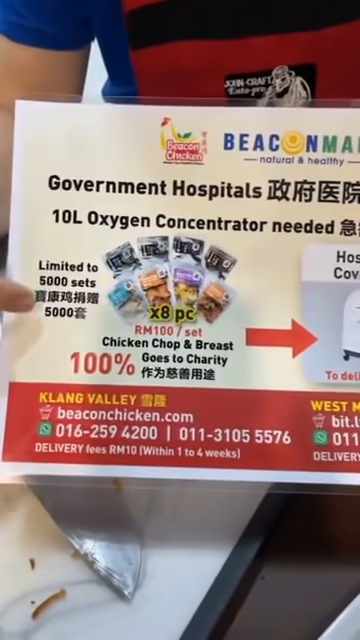 JOHN-CRAFT
Beacon
Chicken
BEACONMA
natural & healthy
Government Hospitals 政府医院
10L Oxygen Concentrator needed 急
Limited to
5000 sets
寶康鸡捐赠
5000套
x8 pc
RM100 / set
Chicken Chop & Breast
100% Goes to Charity
作为慈善用途
Hos
Cov
To deli
KLANG VALLEY 雪隆
beaconchicken.com
016-259 4200 | 011-3105 5576
DELIVERY fees RM10 (Within 1 to 4 weeks)
WEST M
bit.l
011
DELIVERY